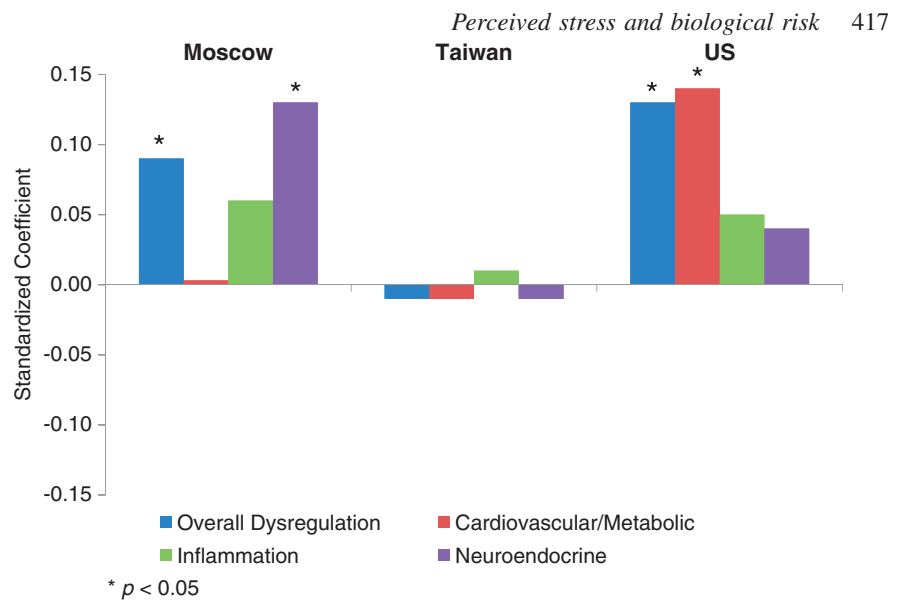 Perceived stress and biological risk 417
Moscow Taiwan US
0.15
0.10
0.05
0.00
-0.05
-0.10
-0.15
Standardized Coefficient
* * * *
Overall Dysregulation Cardiovascular/Metabolic
Inflammation Neuroendocrine
* p < 0.05